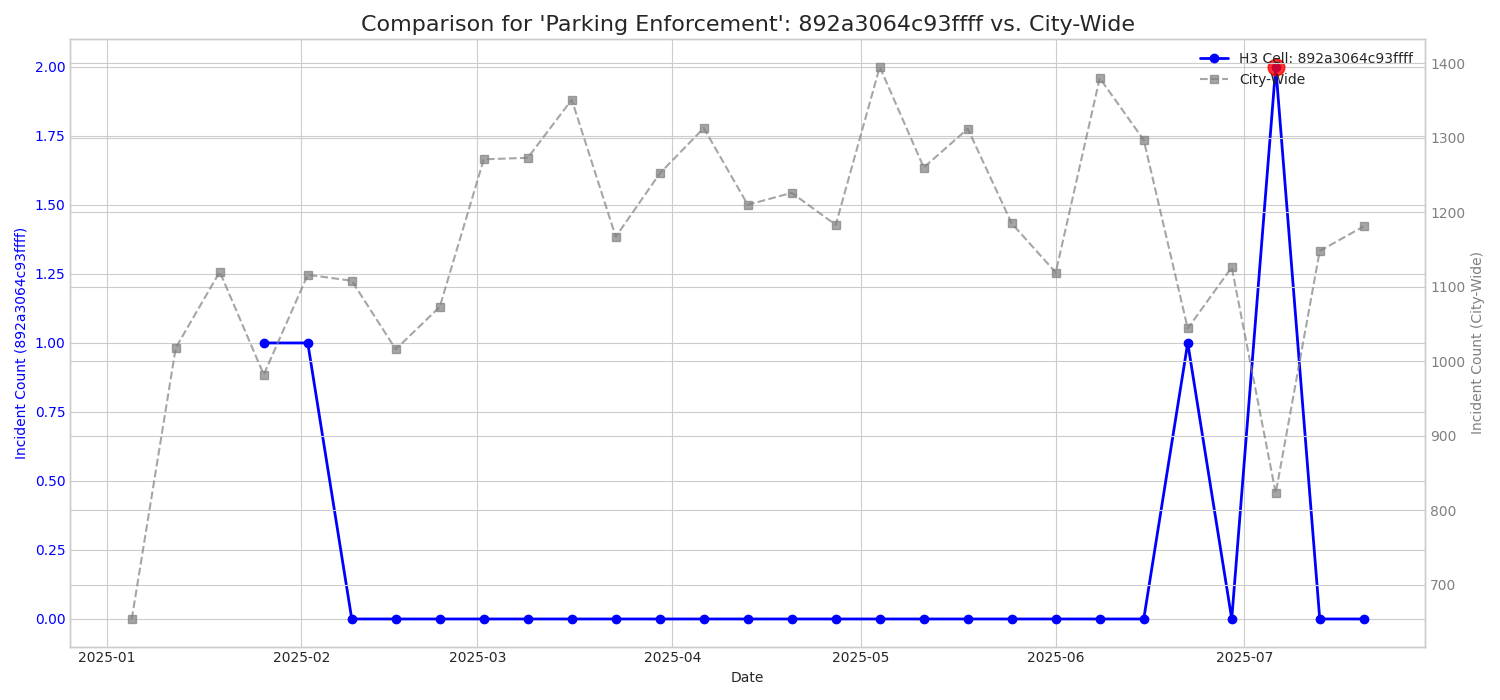 Comparison for 'Parking Enforcement': 892a3064c93ffff vs. City-Wide
H3 Cell: 892a3064c93ffff
City-Wide
Incident Count (892a3064c93ffff)
2.00
1.75
1.50
1.25
1.00
0.75
0.50
0.25
0.00
1400
1300
1200
1100
1000
900
800
700
Incident Count (City-Wide)
2025-01 2025-02 2025-03 2025-04 2025-05 2025-06 2025-07
Date